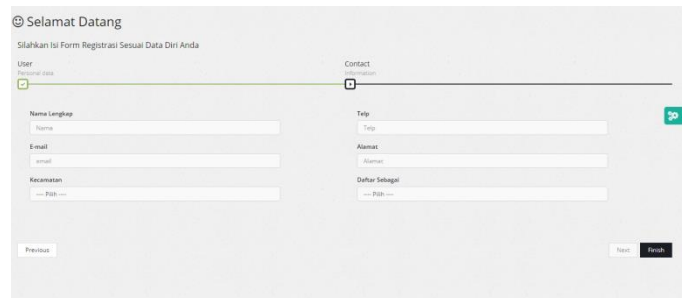 Selamat Datang
Silahkan Isi Form Registrasi Sesuai Data Diri Anda
User
Personal data
Contact
Information
Nama Lengkap
Nama
E-mail
email
Kecamatan
--- Pilih ---
Telp
Telp
Alamat
Alamat
Daftar Sebagai
--- Pilih ---
Previous
Next
Finish